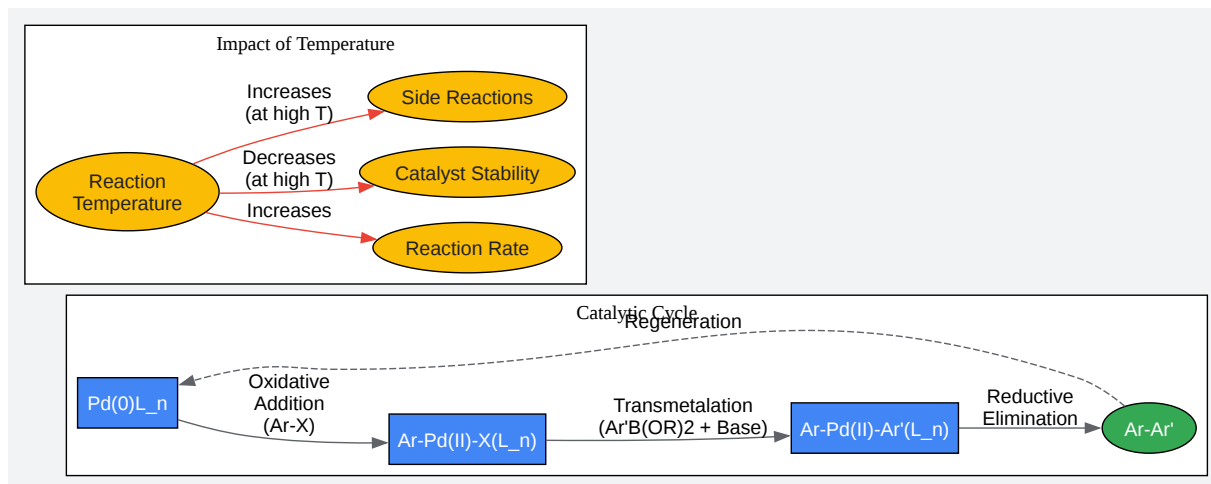 Impact of Temperature
Increases
(at high T)
Side Reactions
Decreases
(at high T)
Catalyst Stability
Reaction
Temperature
Increases
Reaction Rate
Catalytic Cycle
Regeneration
Pd(0)L_n
Oxidative
Addition
(Ar-X)
Ar-Pd(II)-X(L_n)
Transmetalation
(Ar'B(OR)2 + Base)
Ar-Pd(II)-Ar'(L_n)
Reductive
Elimination
Ar-Ar'